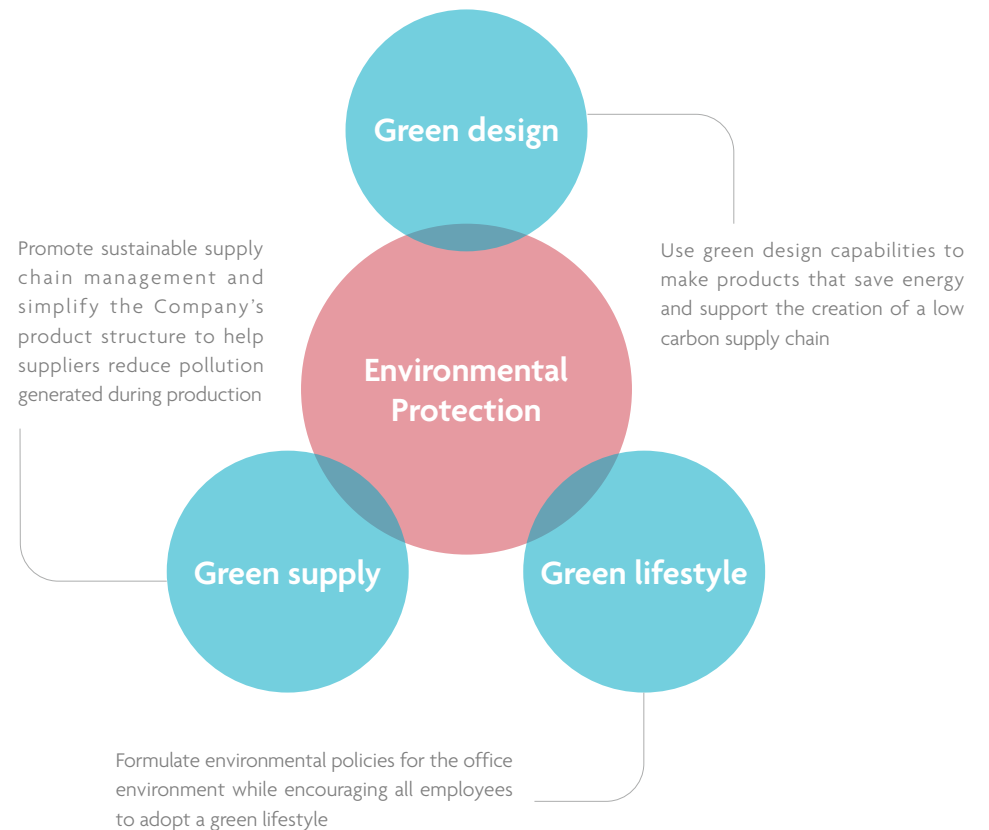 Green design
Promote sustainable supply
chain management and
simplify the Company’s
product structure to help
suppliers reduce pollution
generated during production
Use green design capabilities to
make products that save energy
and support the creation of a low
carbon supply chain
Environmental
Protection
Green supply
Green lifestyle
Formulate environmental policies for the office
environment while encouraging all employees
to adopt a green lifestyle